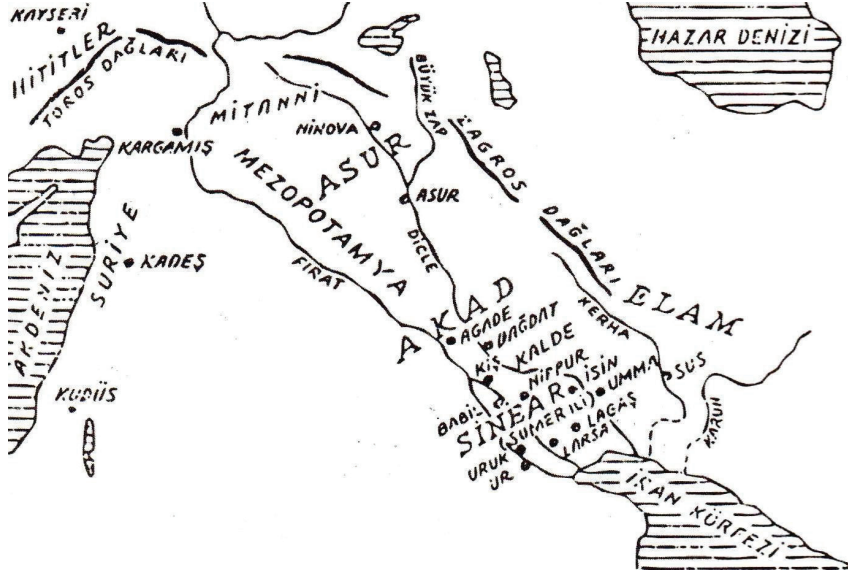 KAYSERİ
HİTİTLER
TOROS DAĞLARI
HAZAR DENİZİ
BÜYÜK ZAP
MİTANNİ
NİNOVA
KARGAMIŞ
ZAGROS
DAĞLARI
AŞUR
ASUR
MEZOPOTAMYA
DİCLE
FIRAT
SURİYE
KADEŞ
AKDENİZ
KUDÜS
ELAM
KERHA
AKAD
AGADE
BAĞDAT
KİŞ
KALDE
NİPPUR
İSİN
UMMA
SUS
BABİL
SİNEAR
(SUMER İLİ)
LAGAŞ
LARSA
URUK
UR
KARUN
İRAN KÖRFEZİ